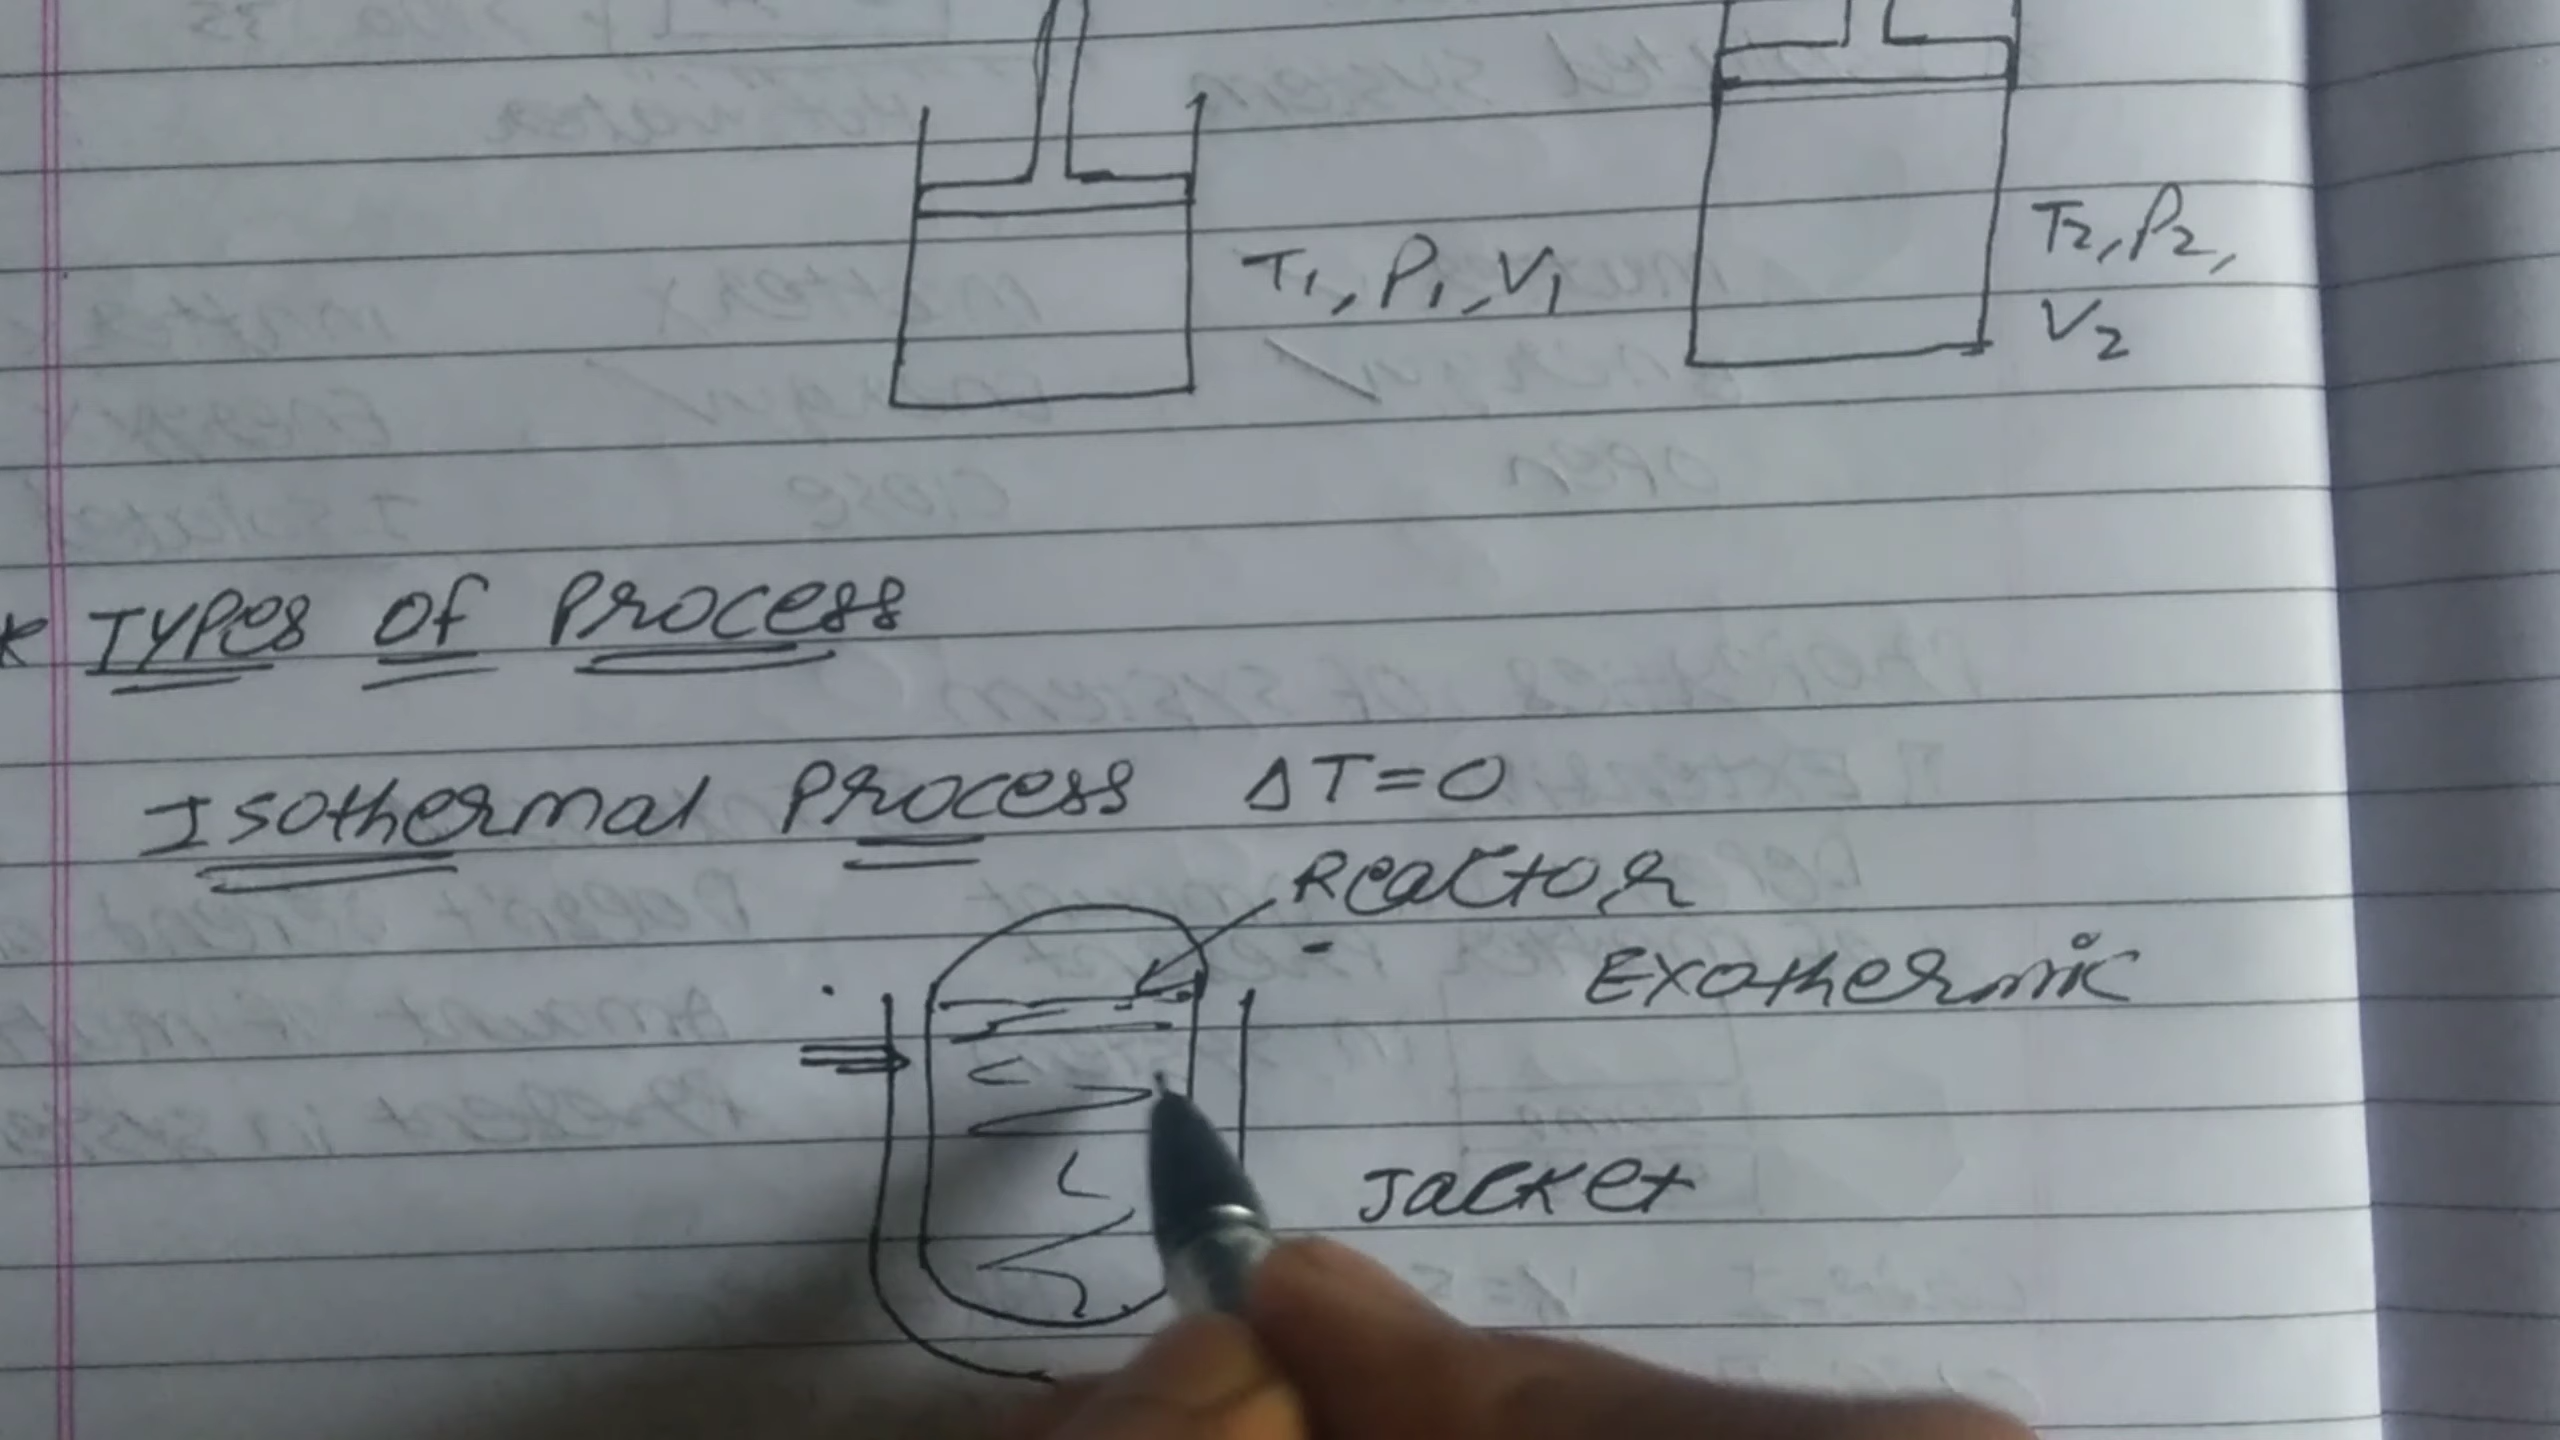 T1, P1, V1
T2, P2,
V2
* Types of Process
Isothermal Process ΔT=0
Reactor
Exothermic
Jacket